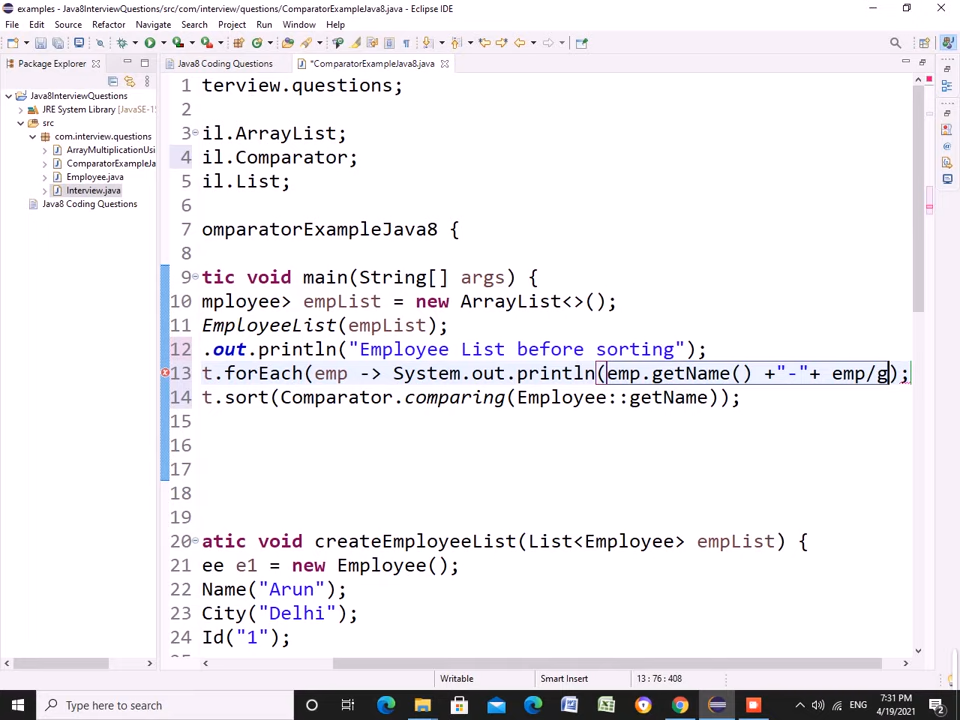 examples - Java8InterviewQuestions/src/com/interview/questions/ComparatorExampleJava8.java - Eclipse IDE
File Edit Source Refactor Navigate Search Project Run Window Help
Package Explorer
Java Coding Questions
*ComparatorExampleJava8.java
Java8InterviewQuestions
JRE System Library [JavaSE-15
src
com.interview.questions
ArrayMultiplicationUsi
ComparatorExampleJa
Employee.java
Interview.java
Java8 Coding Questions
1 terview.questions;
2
3 il.ArrayList;
4 il.Comparator;
5 il.List;
6
7 omparatorExampleJava8 {
8
9 tic void main(String[] args) {
10 mployee> empList = new ArrayList<>();
11 EmployeeList(empList);
12 .out.println("Employee List before sorting");
13 t.forEach(emp -> System.out.println(emp.getName() +"-"+ emp/g);
14 t.sort(Comparator.comparing(Employee::getName));
15
16
17
18
19
20 atic void createEmployeeList(List<Employee> empList) {
21 ee e1 = new Employee();
22 Name("Arun");
23 City("Delhi");
24 Id("1");
Writable Smart Insert 13 : 76 : 408
Type here to search
ENG
7:31 PM
4/19/2021
2